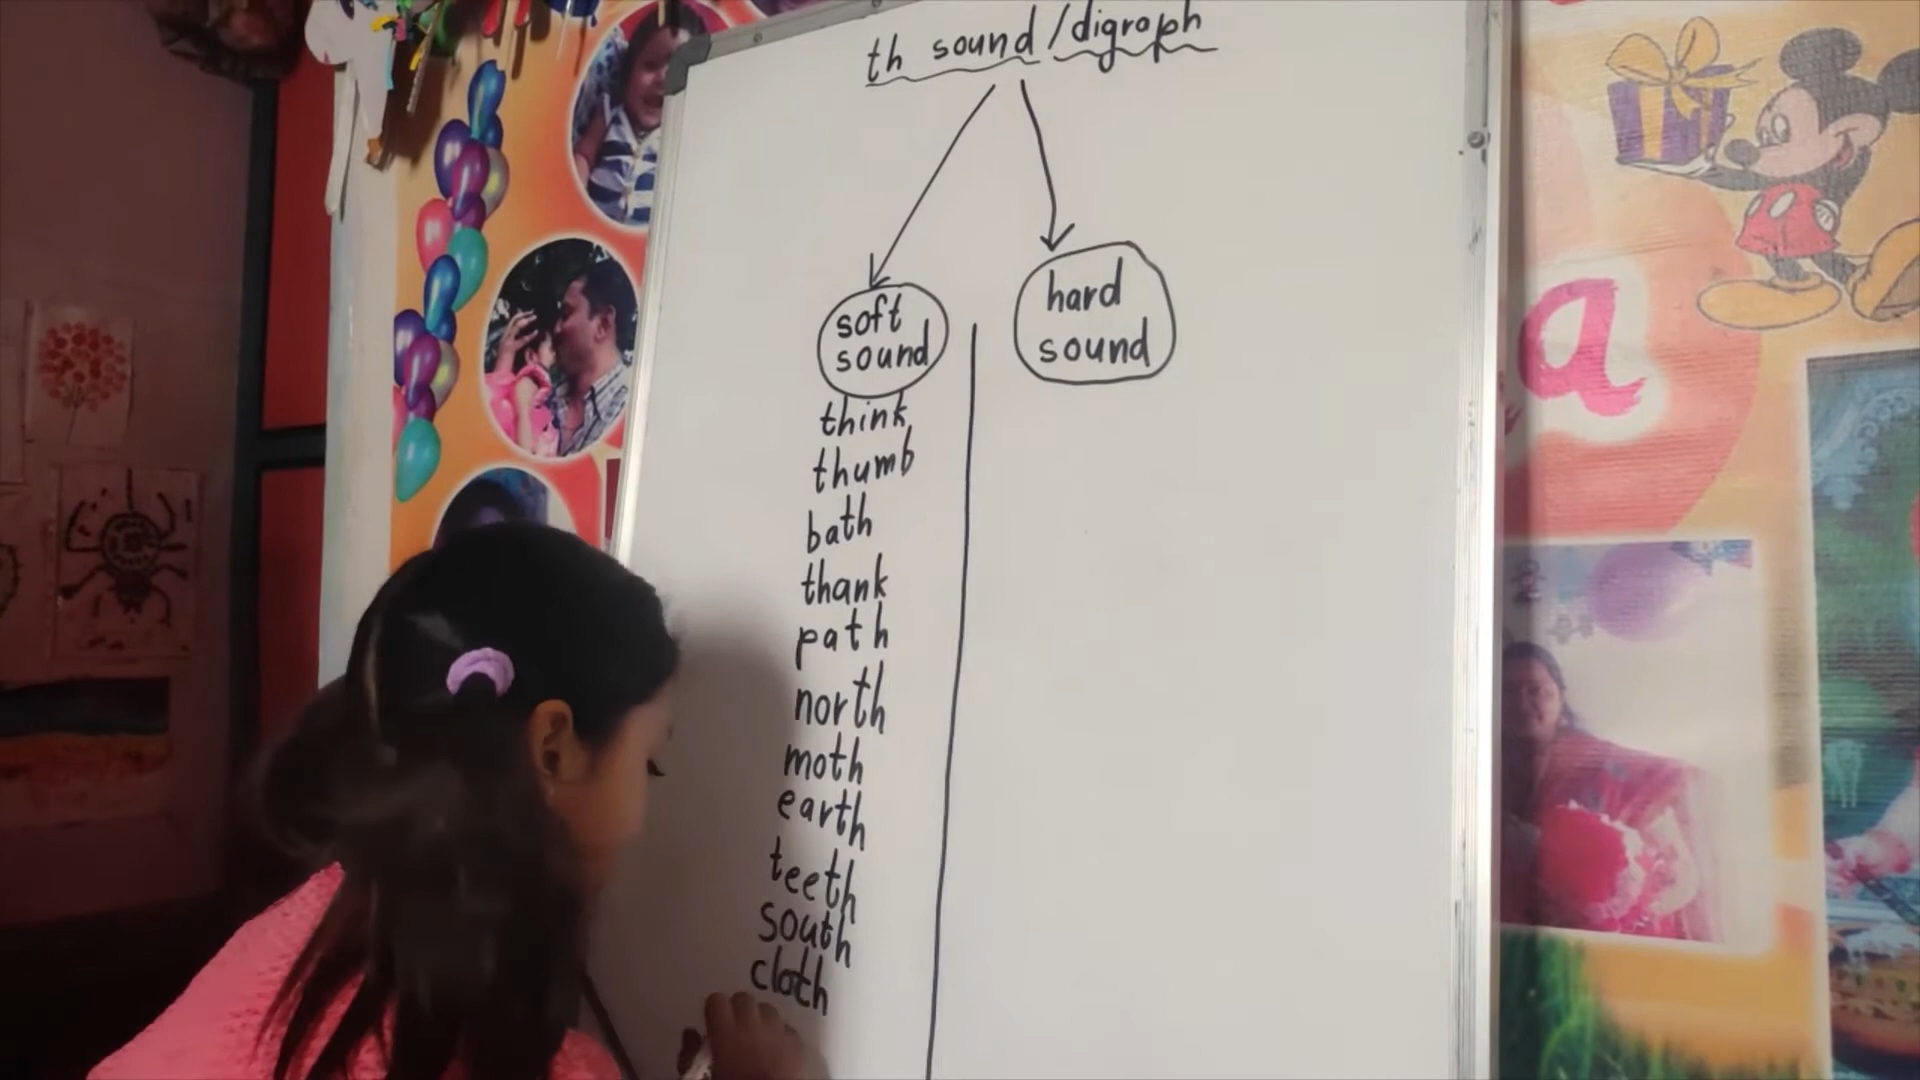 th sound/digraph
soft
sound
hard
sound
think
thumb
bath
thank
path
north
moth
earth
teeth
south
cloth
a